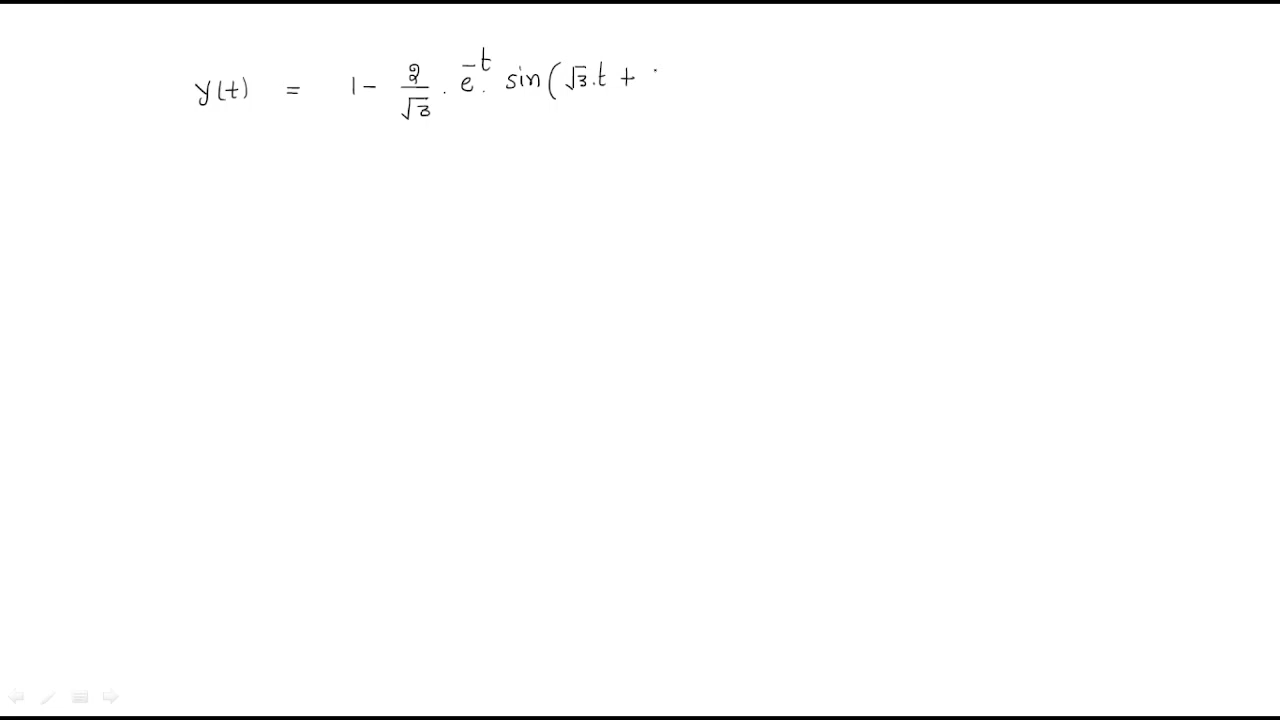 y(t) = 1 - 2/√3 . e^-t . sin(√3.t +